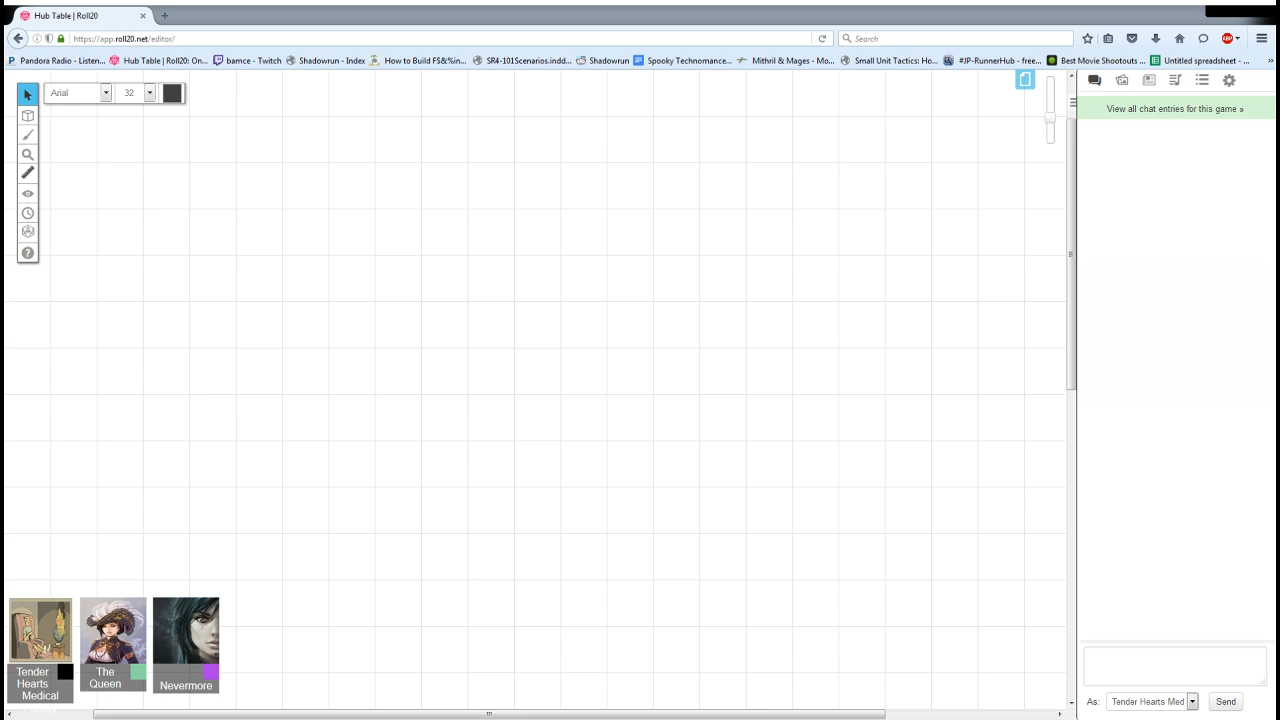 Hub Table | Roll20
https://app.roll20.net/editor/
Search
Pandora Radio - Listen...
Hub Table | Roll20: On...
bamce - Twitch
Shadowrun - Index
How to Build FS&%in...
SR4-101Scenarios.indd...
Shadowrun
Spooky Technomance...
Mithril & Mages - Mo...
Small Unit Tactics: Ho...
#JP-RunnerHub - free...
Best Movie Shootouts ...
Untitled spreadsheet - ...
Arial
32
View all chat entries for this game »
Tender
Hearts
Medical
The
Queen
Nevermore
As:
Tender Hearts Med
Send